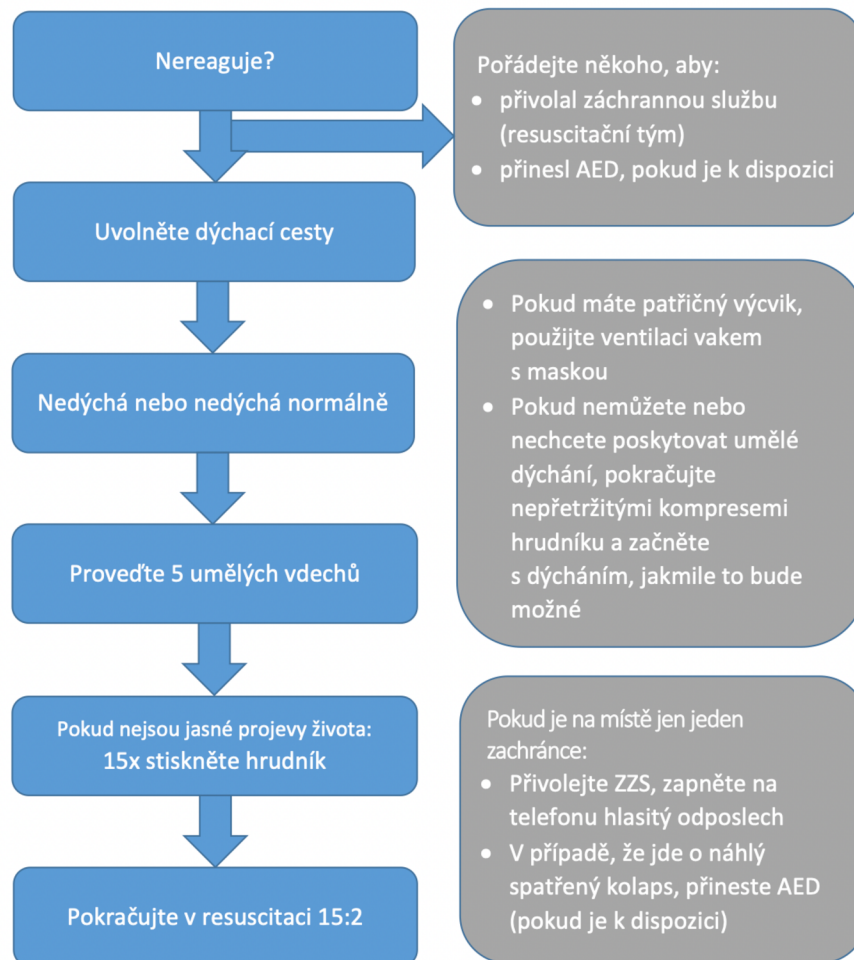 Nereaguje?
Pořádejte někoho, aby:
• přivolal záchrannou službu
(resuscitační tým)
• přinesl AED, pokud je k dispozici
Uvolněte dýchací cesty
Nedýchá nebo nedýchá normálně
• Pokud máte patřičný výcvik,
použijte ventilaci vakem
s maskou
• Pokud nemůžete nebo
nechcete poskytovat umělé
dýchání, pokračujte
nepřetržitými kompresemi
hrudníku a začněte
s dýcháním, jakmile to bude
možné
Proveďte 5 umělých vdechů
Pokud nejsou jasné projevy života:
15x stiskněte hrudník
Pokračujte v resuscitaci 15:2
Pokud je na místě jen jeden
zachránce:
• Přivolejte ZZS, zapněte na
telefonu hlasitý odposlech
• V případě, že jde o náhlý
spatřený kolaps, přineste AED
(pokud je k dispozici)